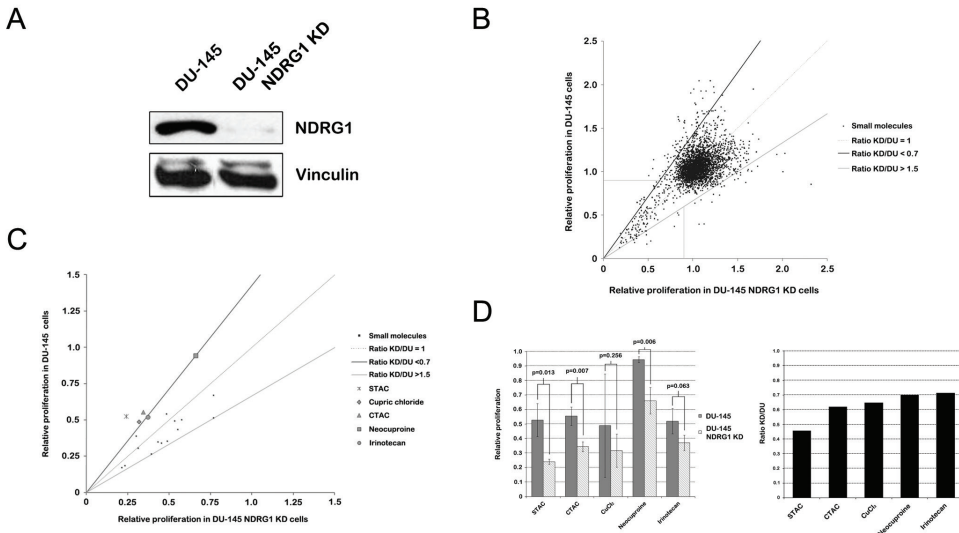 A
DU-145
DU-145
NDRG1 KD
NDRG1
Vinculin
B
Relative proliferation in DU-145 cells
2.5
2.0
1.5
1.0
0.5
0
0
0.5
1.0
1.5
2.0
2.5
Relative proliferation in DU-145 NDRG1 KD cells
Small molecules
Ratio KD/DU = 1
Ratio KD/DU < 0.7
Ratio KD/DU > 1.5
C
Relative proliferation in DU-145 cells
1.5
1.0
0.5
0
0
0.25
0.5
0.75
1.0
1.5
Relative proliferation in DU-145 NDRG1 KD cells
Small molecules
Ratio KD/DU = 1
Ratio KD/DU <0.7
Ratio KD/DU >1.5
STAC
Cupric chloride
CTAC
Neocuproine
Irinotecan
D
Relative proliferation
1.0
0.9
0.8
0.7
0.6
0.5
0.4
0.3
0.2
0.1
0
p=0.013
p=0.007
p=0.256
p=0.006
p=0.063
STAC
CTAC
CuCl₂
Neocuproine
Irinotecan
DU-145
DU-145
NDRG1 KD
Ratio KD/DU
1.0
0.9
0.8
0.7
0.6
0.5
0.4
0.3
0.2
0.1
0
STAC
CTAC
CuCl₂
Neocuproine
Irinotecan